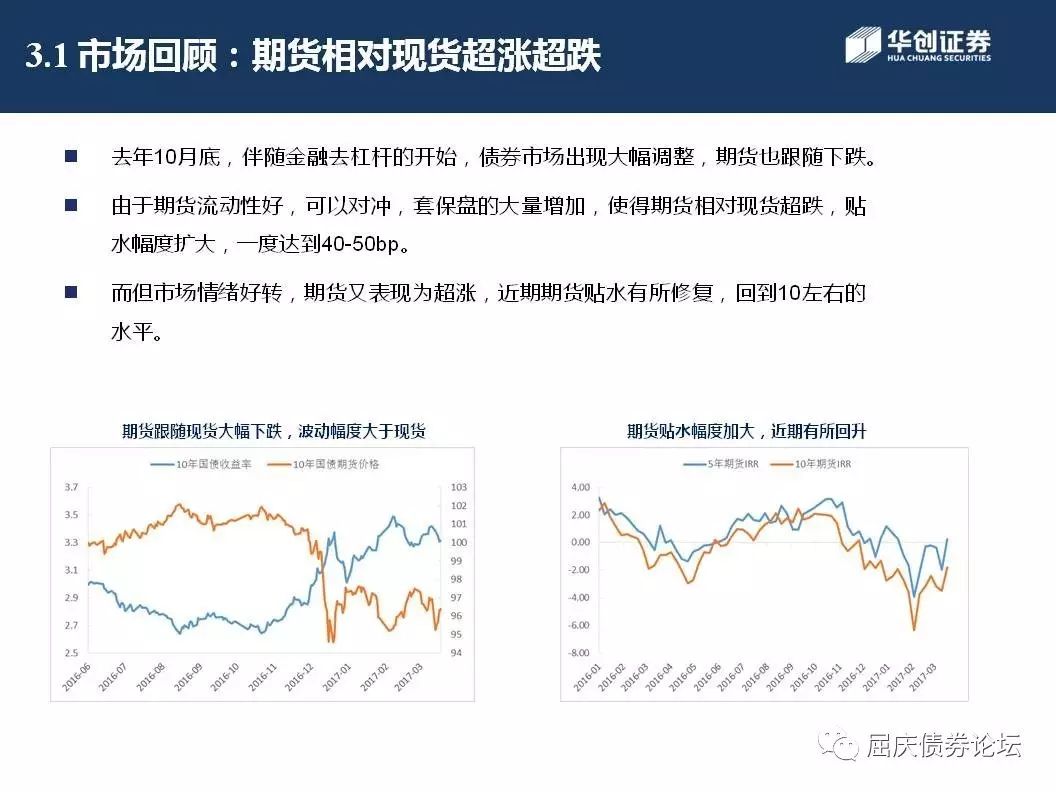 3.1 市场回顾：期货相对现货超涨超跌
华创证券
HUA CHUANG SECURITIES
去年10月底，伴随金融去杠杆的开始，债券市场出现大幅调整，期货也跟随下跌。
由于期货流动性好，可以对冲，套保盘的大量增加，使得期货相对现货超跌，贴
水幅度扩大，一度达到40-50bp。
而但市场情绪好转，期货又表现为超涨，近期期货贴水有所修复，回到10左右的
水平。
期货跟随现货大幅下跌，波动幅度大于现货
10年国债收益率 10年国债期货价格
3.7
3.5
3.3
3.1
2.9
2.7
2.5
103
102
101
100
99
98
97
96
95
94
2016-06 2016-07 2016-08 2016-09 2016-10 2016-11 2016-12 2017-01 2017-02 2017-03
期货贴水幅度加大，近期有所回升
5年期货IRR 10年期货IRR
4.00
2.00
0.00
-2.00
-4.00
-6.00
-8.00
2016-01 2016-02 2016-03 2016-04 2016-05 2016-06 2016-07 2016-08 2016-09 2016-10 2016-11 2016-12 2017-01 2017-02 2017-03
屈庆债券论坛